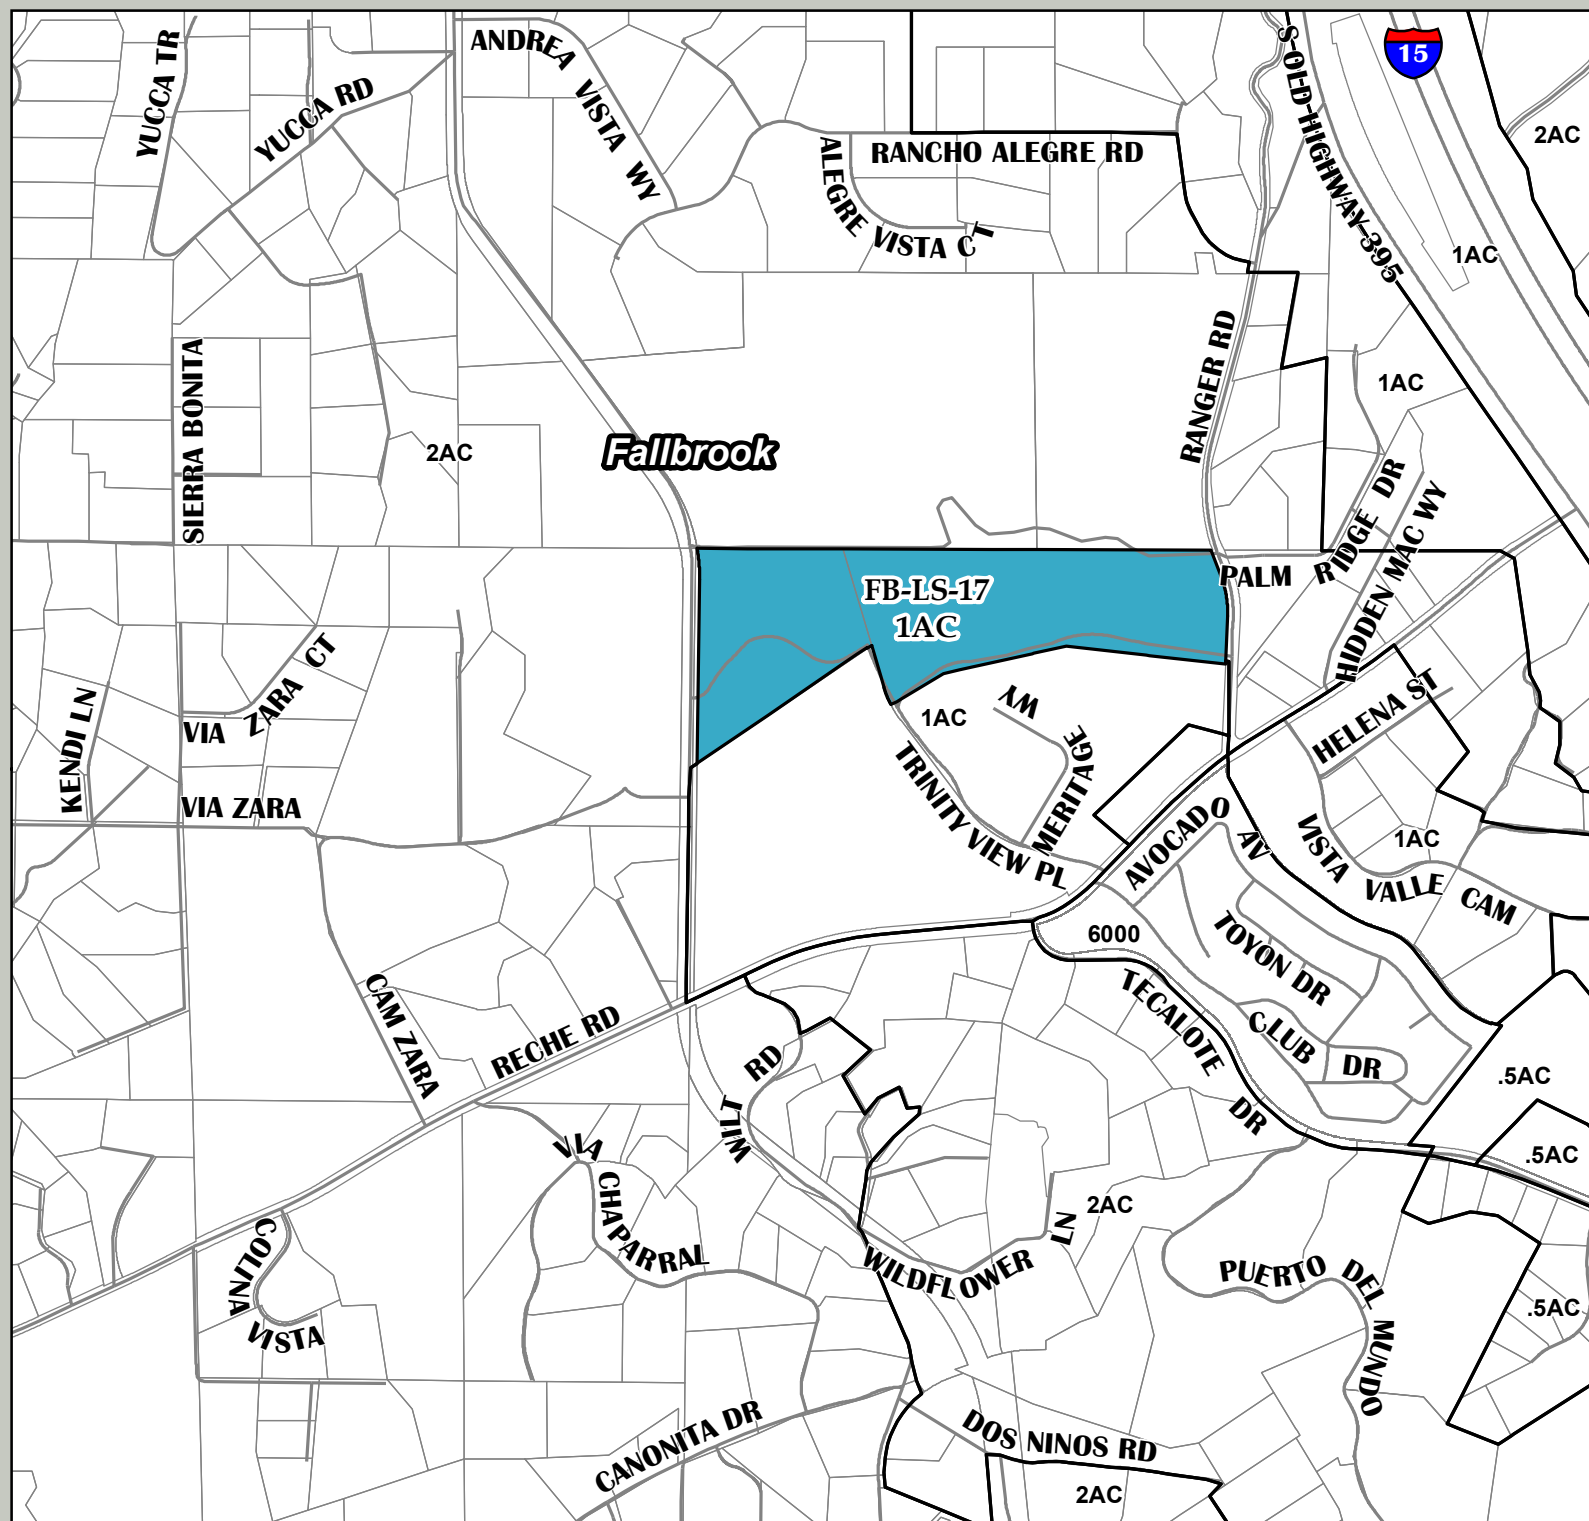 YUCCA TR
YUCCA RD
ANDREA VISTA WY
ALEGRE VISTA CT
RANCHO ALEGRE RD
S OLD HIGHWAY 395
15
2AC
1AC
SIERRA BONITA
2AC
Fallbrook
RANGER RD
1AC
PALM RIDGE DR
HIDDEN MAC WY
FB-LS-17
1AC
KENDI LN
VIA ZARA CT
VIA ZARA
1AC
MERITAGE WY
TRINITY VIEW PL
HELENA ST
AVOCADO AV
VISTA VALLE CAM
1AC
6000
TOYON DR
CLUB DR
TECALOTE DR
CAM ZARA
RECHE RD
WILT RD
.5AC
.5AC
VIA CHAPARRAL
COLINA VISTA
WILDFLOWER LN
2AC
PUERTO DEL MUNDO
.5AC
CANONITA DR
DOS NINOS RD
2AC